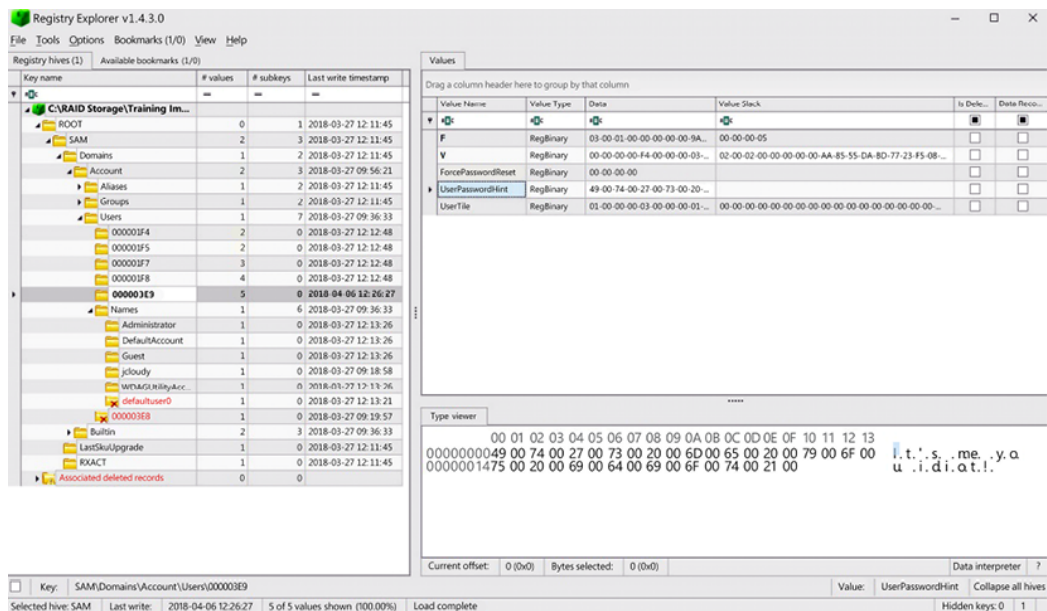 Registry Explorer v1.4.3.0
File Tools Options Bookmarks (1/0) View Help
Registry hives (1) Available bookmarks (1/0)
Key name # values # subkeys Last write timestamp
C:\RAID Storage\Training Im...
ROOT 0 1 2018-03-27 12:11:45
SAM 2 3 2018-03-27 12:11:45
Domains 1 2 2018-03-27 12:11:45
Account 2 3 2018-03-27 09:56:21
Aliases 1 2 2018-03-27 12:11:45
Groups 1 2 2018-03-27 12:11:45
Users 1 7 2018-03-27 09:36:33
000001F4 2 0 2018-03-27 12:12:48
000001F5 2 0 2018-03-27 12:12:48
000001F7 3 0 2018-03-27 12:12:48
000001F8 4 0 2018-03-27 12:12:48
000003E9 5 0 2018-04-06 12:26:27
Names 1 6 2018-03-27 09:36:33
Administrator 1 0 2018-03-27 12:13:26
DefaultAccount 1 0 2018-03-27 12:13:26
Guest 1 0 2018-03-27 12:13:26
jcloudy 1 0 2018-03-27 09:18:58
WDAGUtilityAcc... 1 0 2018-03-27 12:13:26
defaultuser0 1 0 2018-03-27 12:13:21
000003E8 1 0 2018-03-27 09:19:57
Builtin 2 3 2018-03-27 09:36:33
LastSkuUpgrade 1 0 2018-03-27 12:11:45
RXACT 1 0 2018-03-27 12:11:45
Associated deleted records 0 0
Values
Drag a column header here to group by that column
Value Name Value Type Data Value Slack Is Dele... Data Reco...
F RegBinary 03-00-01-00-00-00-00-00-9A... 00-00-00-05
V RegBinary 00-00-00-00-F4-00-00-00-03-... 02-00-02-00-00-00-00-00-AA-85-55-DA-BD-77-23-F5-08-...
ForcePasswordReset RegBinary 00-00-00-00
UserPasswordHint RegBinary 49-00-74-00-27-00-73-00-20-...
UserTile RegBinary 01-00-00-00-03-00-00-00-01-... 00-00-00-00-00-00-00-00-00-00-00-00-00-00-00-00-00-...
Type viewer
00 01 02 03 04 05 06 07 08 09 0A 0B 0C 0D 0E 0F 10 11 12 13
00000000 49 00 74 00 27 00 73 00 20 00 6D 00 65 00 20 00 79 00 6F 00 I.t.'.s. .m.e. .y.o.
00000014 75 00 20 00 69 00 64 00 69 00 6F 00 74 00 21 00 u. .i.d.i.o.t.!.
Current offset: 0 (0x0) Bytes selected: 0 (0x0) Data interpreter ?
Key: SAM\Domains\Account\Users\000003E9 Value: UserPasswordHint Collapse all hives
Selected hive: SAM Last write: 2018-04-06 12:26:27 5 of 5 values shown (100.00%) Load complete Hidden keys: 0 1